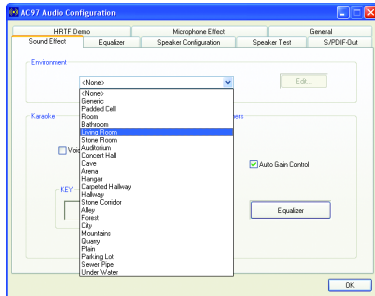 AC97 Audio Configuration
HRTF Demo
Microphone Effect
General
Sound Effect
Equalizer
Speaker Configuration
Speaker Test
S/PDIF-Out
Environment
<None>
Edit...
<None>
Generic
Padded Cell
Room
Bathroom
Living Room
Stone Room
Auditorium
Concert Hall
Cave
Arena
Hangar
Carpeted Hallway
Hallway
Stone Corridor
Alley
Forest
City
Mountains
Quarry
Plain
Parking Lot
Sewer Pipe
Under Water
Karaoke
Auto Gain Control
KEY
Equalizer
OK